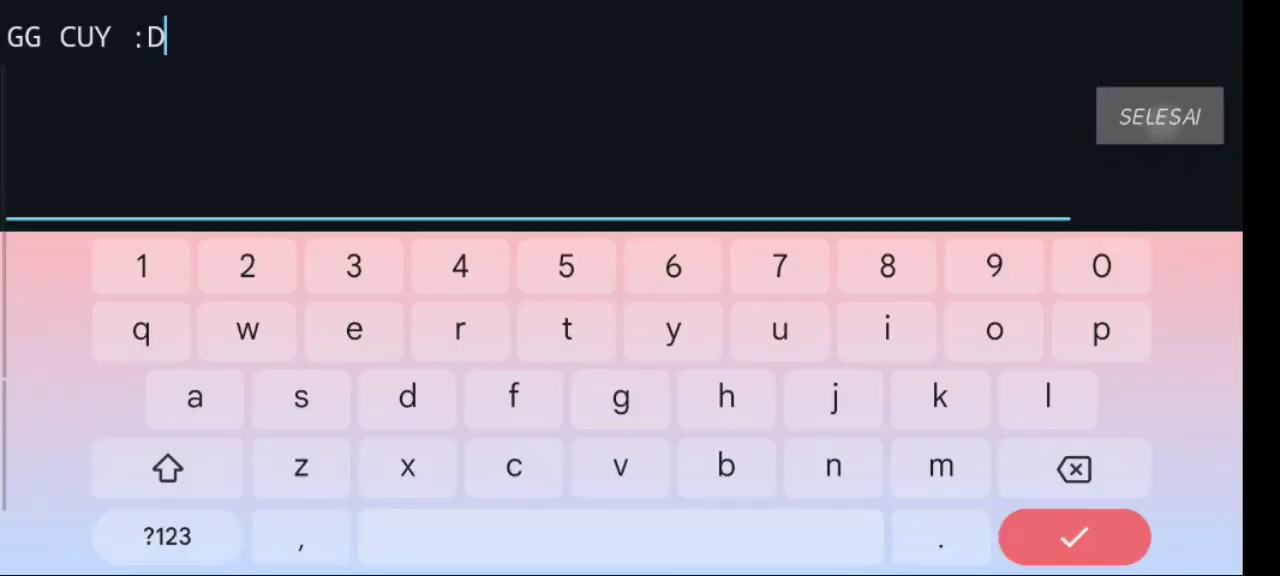 GG CUY :D
SELESAI
1 2 3 4 5 6 7 8 9 0
q w e r t y u i o p
a s d f g h j k l
z x c v b n m
?123 , .